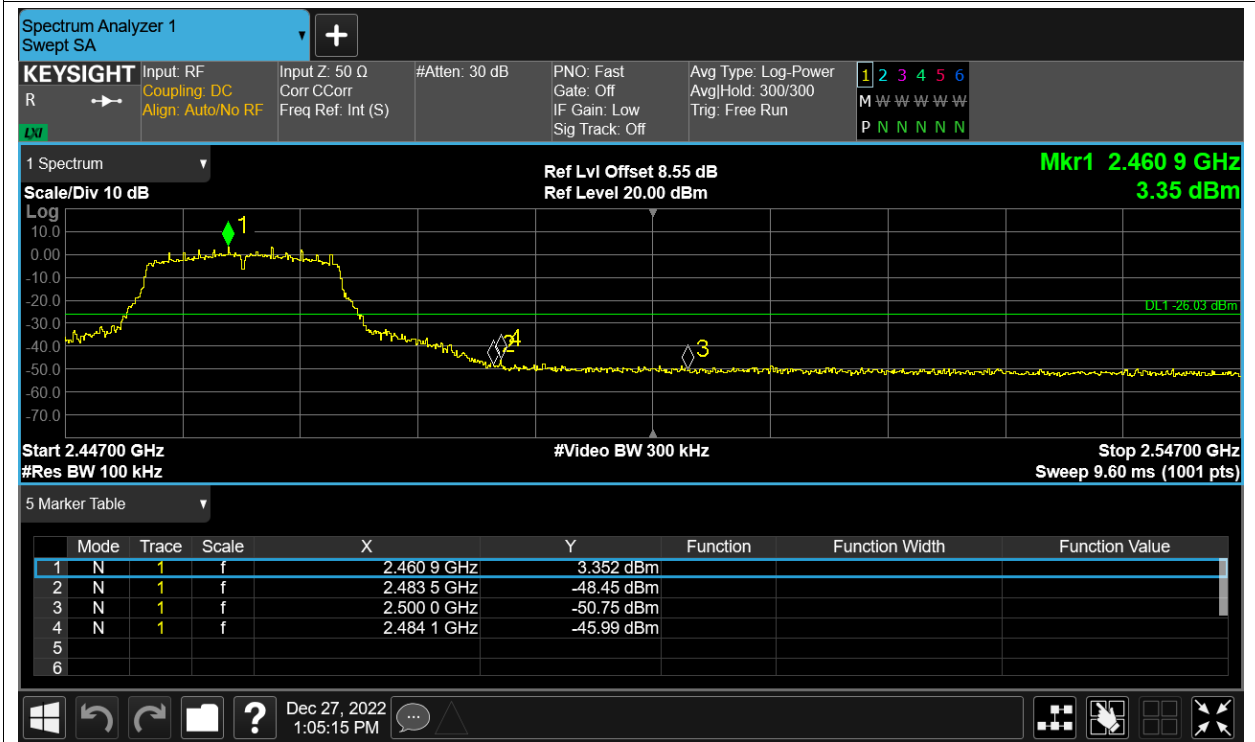 Spectrum Analyzer 1
Swept SA
+
KEYSIGHT
R
LXI
Input: RF
Coupling: DC
Align: Auto/No RF
Input Z: 50 Ω
Corr CCorr
Freq Ref: Int (S)
#Atten: 30 dB
PNO: Fast
Gate: Off
IF Gain: Low
Sig Track: Off
Avg Type: Log-Power
Avg|Hold: 300/300
Trig: Free Run
1 2 3 4 5 6
M W W W W W
P N N N N N
1 Spectrum
Scale/Div 10 dB
Ref Lvl Offset 8.55 dB
Ref Level 20.00 dBm
Mkr1 2.460 9 GHz
3.35 dBm
Log
10.0
0.00
-10.0
-20.0
-30.0
-40.0
-50.0
-60.0
-70.0
1
2
4
3
DL1 -26.03 dBm
Start 2.44700 GHz
#Res BW 100 kHz
#Video BW 300 kHz
Stop 2.54700 GHz
Sweep 9.60 ms (1001 pts)
5 Marker Table
Mode Trace Scale X Y Function Function Width Function Value
1 N 1 f 2.460 9 GHz 3.352 dBm
2 N 1 f 2.483 5 GHz -48.45 dBm
3 N 1 f 2.500 0 GHz -50.75 dBm
4 N 1 f 2.484 1 GHz -45.99 dBm
5
6
?
Dec 27, 2022
1:05:15 PM